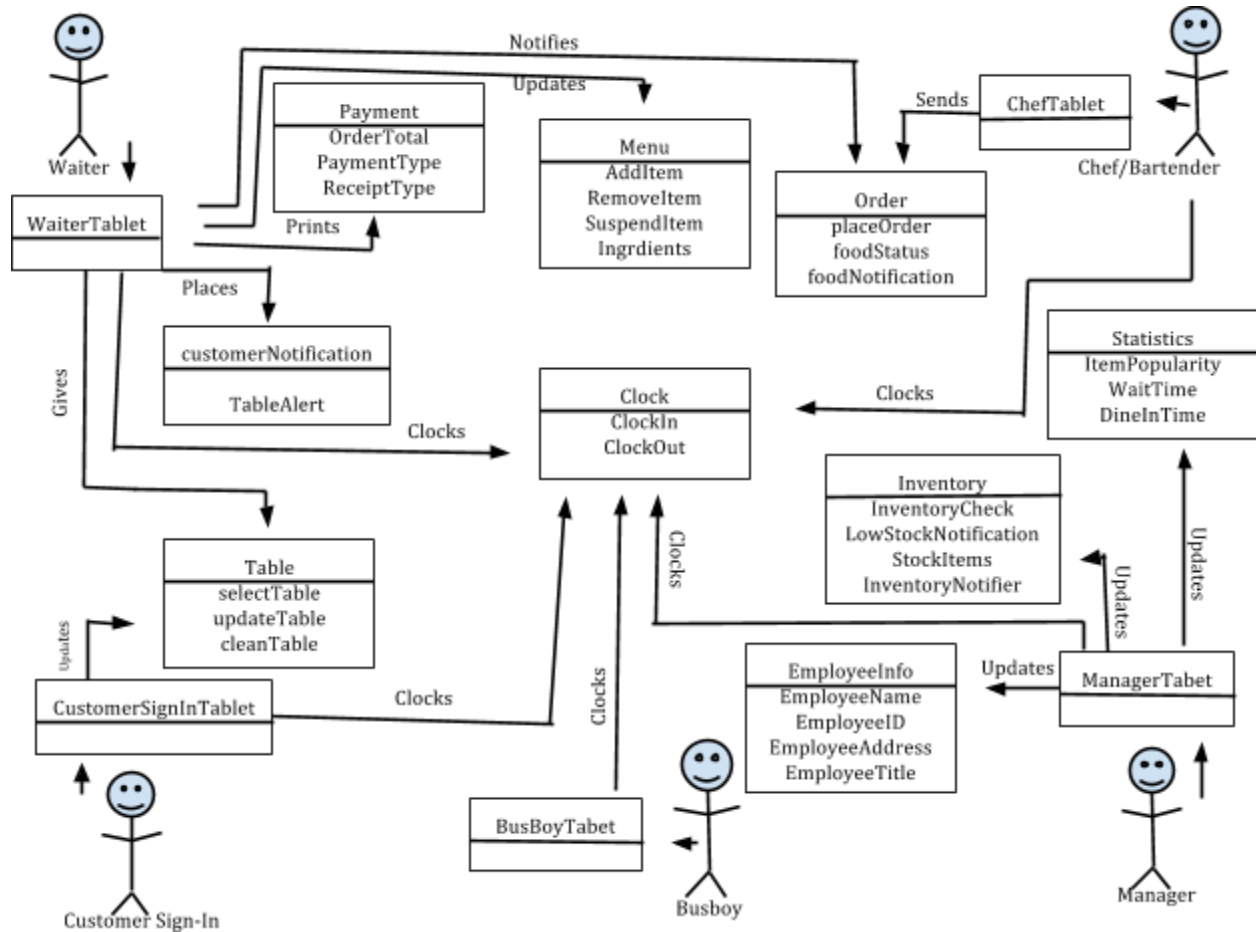 Notifies
Updates
Waiter
Payment
OrderTotal
PaymentType
ReceiptType
Prints
Menu
AddItem
RemoveItem
SuspendItem
Ingrdients
Sends
ChefTablet
Chef/Bartender
Order
placeOrder
foodStatus
foodNotification
WaiterTablet
Places
Gives
customerNotification
TableAlert
Clocks
Clock
ClockIn
ClockOut
Clocks
Statistics
ItemPopularity
WaitTime
DineInTime
Inventory
InventoryCheck
LowStockNotification
StockItems
InventoryNotifier
Updates
Updates
Clocks
Table
selectTable
updateTable
cleanTable
Updates
CustomerSignInTablet
Clocks
Clocks
EmployeeInfo
EmployeeName
EmployeeID
EmployeeAddress
EmployeeTitle
Updates
ManagerTabet
BusBoyTabet
Customer Sign-In
Busboy
Manager